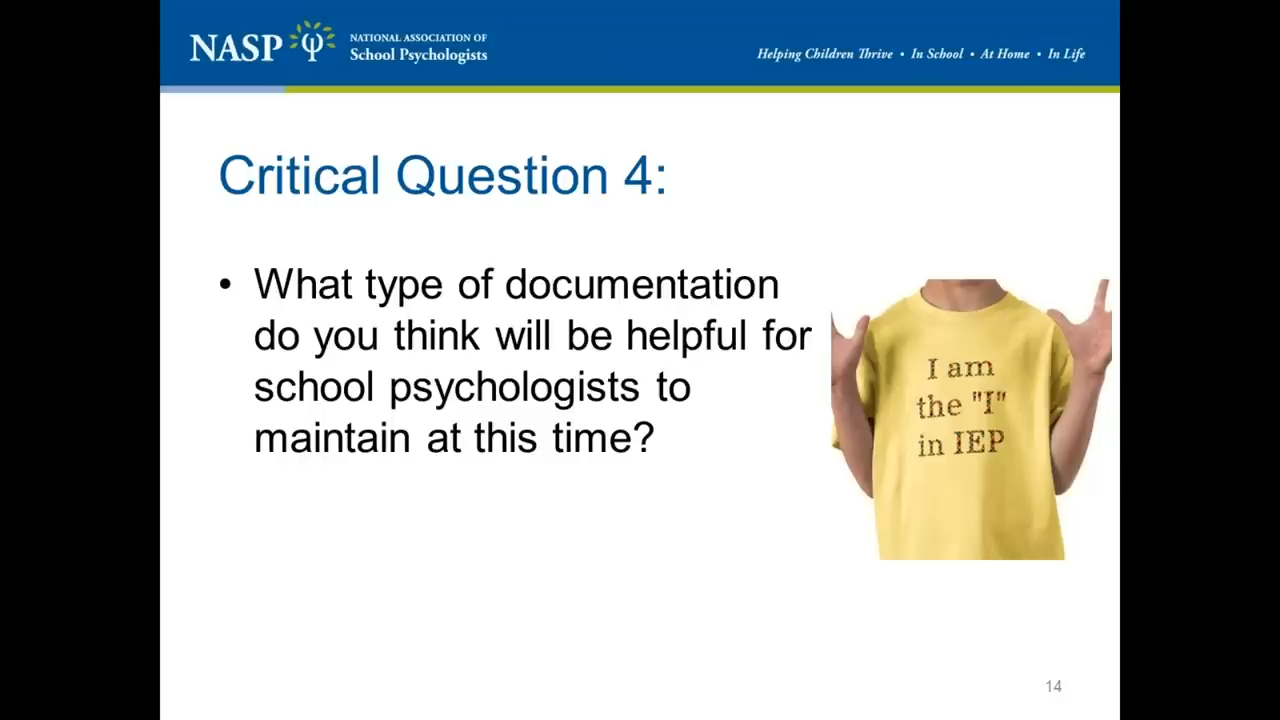 NASP
NATIONAL ASSOCIATION OF
School Psychologists
Helping Children Thrive • In School • At Home • In Life
Critical Question 4:
• What type of documentation
do you think will be helpful for
school psychologists to
maintain at this time?
I am
the "I"
in IEP
14